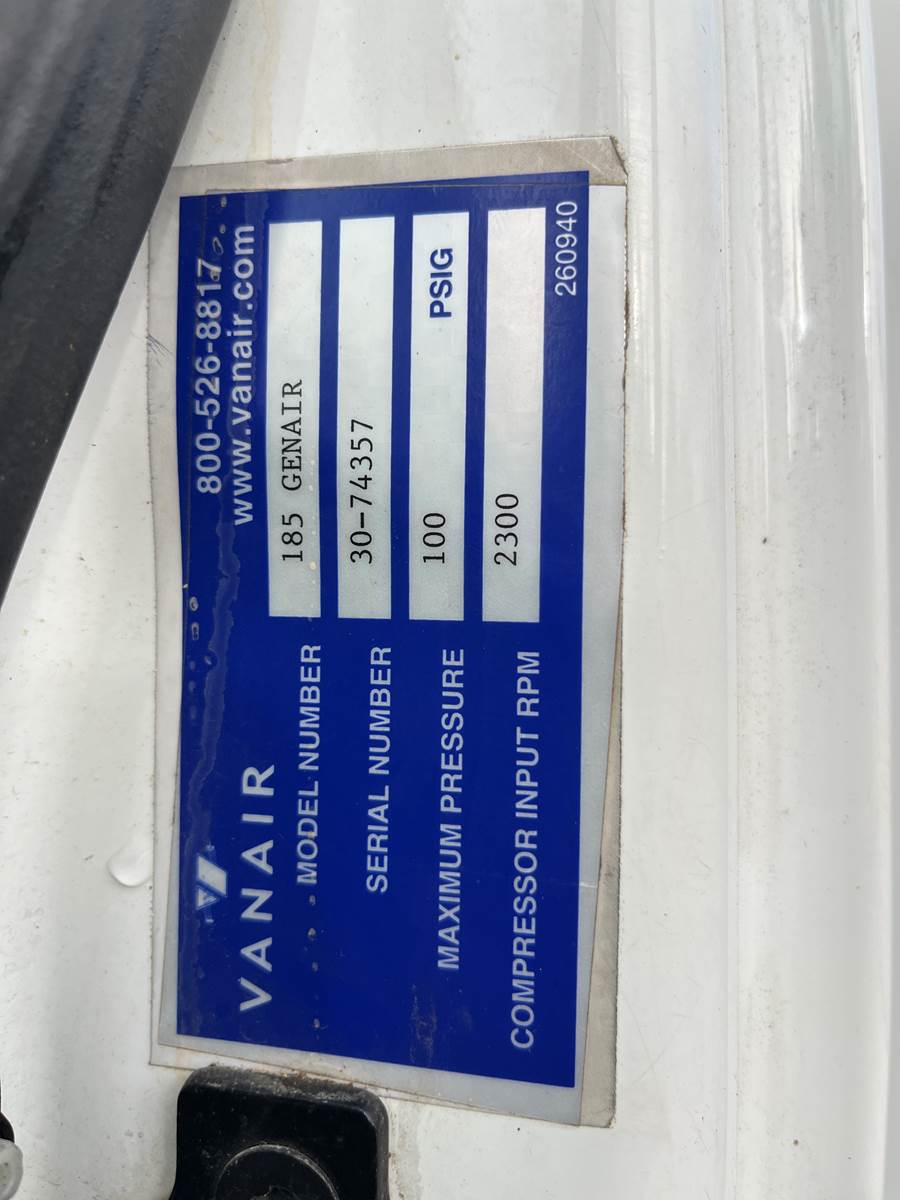 800-526-8817
VANAIR www.vanair.com
MODEL NUMBER 185 GENAIR
SERIAL NUMBER 30-74357
MAXIMUM PRESSURE 100 PSIG
COMPRESSOR INPUT RPM 2300
260940